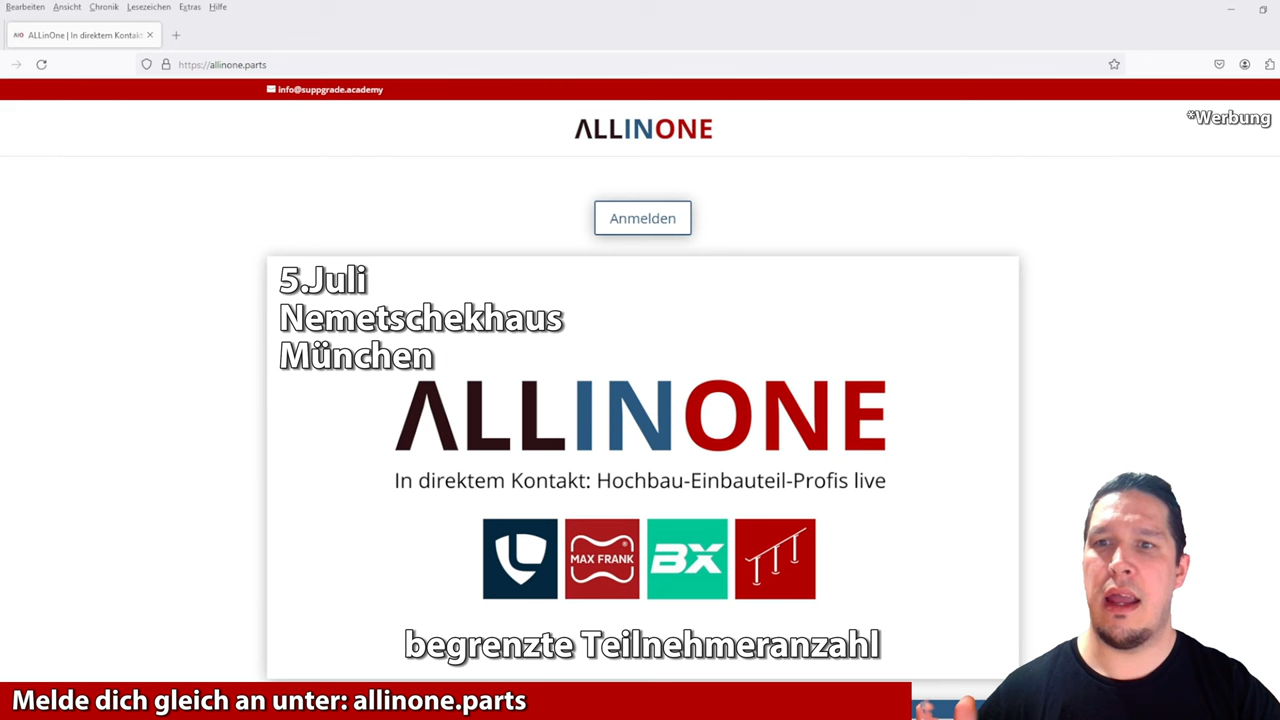 Bearbeiten Ansicht Chronik Lesezeichen Extras Hilfe
AIO ALLinOne | In direktem Kontakt
https://allinone.parts
info@suppgrade.academy
ALLINONE
*Werbung
Anmelden
5.Juli
Nemetschekhaus
München
ALLINONE
In direktem Kontakt: Hochbau-Einbauteil-Profis live
MAX FRANK
BX
begrenzte Teilnehmeranzahl
Melde dich gleich an unter: allinone.parts